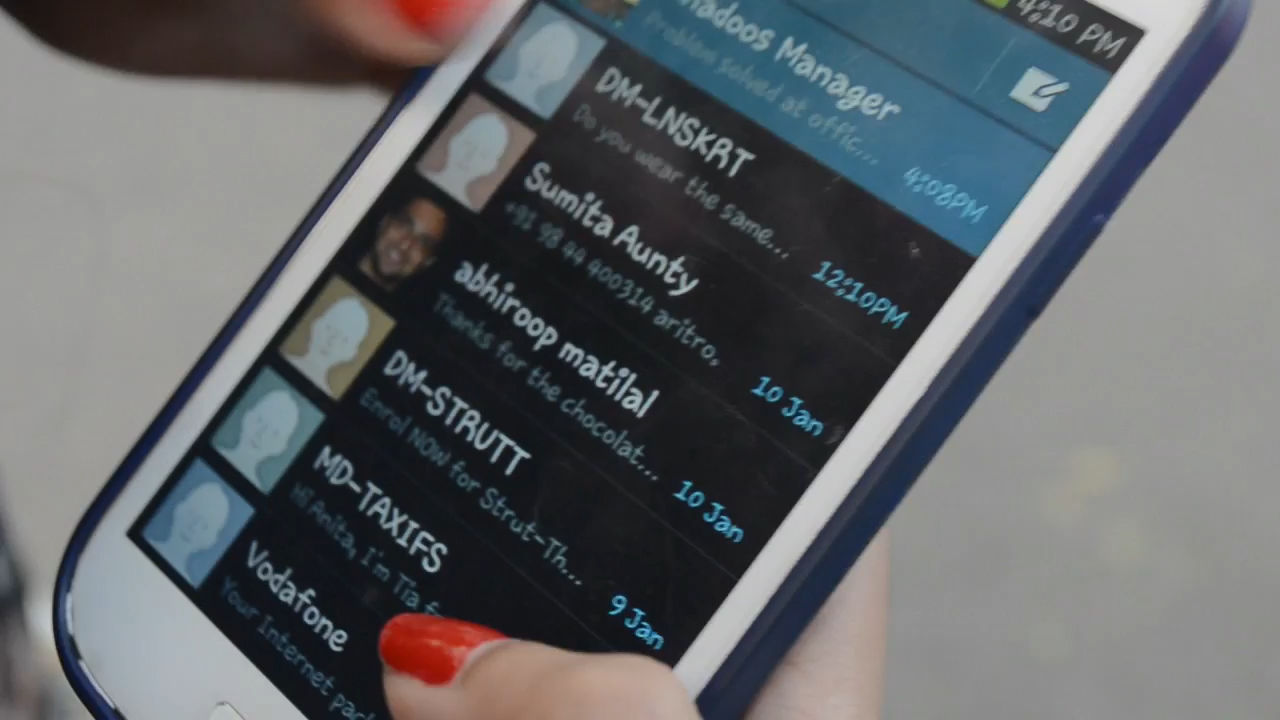 4:10 PM
Manager
Problem solved at offic... 4:08PM
DM-LNSKRT
Do you wear the same... 12:10PM
Sumita Aunty
+91 98 44 400314 aritro, 10 Jan
abhiroop matilal
Thanks for the chocolat... 10 Jan
DM-STRUTT
Enrol NOW for Strut-Th... 9 Jan
MD-TAXIFS
Hi Anita, I'm Tia
Vodafone
Your Internet